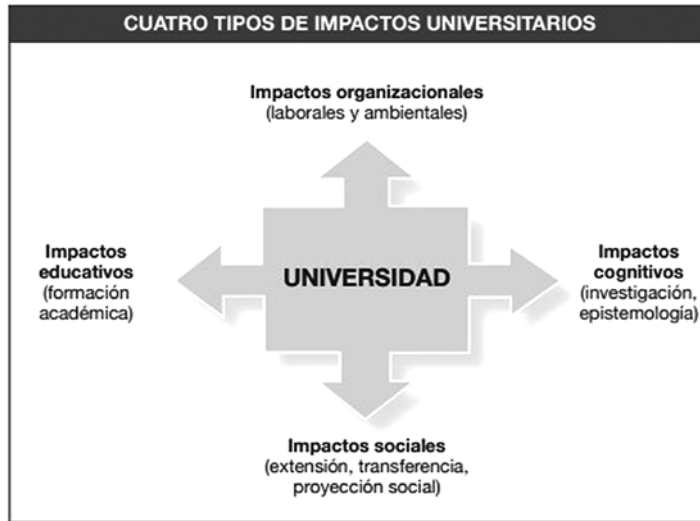 CUATRO TIPOS DE IMPACTOS UNIVERSITARIOS
Impactos organizacionales
(laborales y ambientales)
Impactos
educativos
(formación
académica)
UNIVERSIDAD
Impactos
cognitivos
(investigación,
epistemología)
Impactos sociales
(extensión, transferencia,
proyección social)